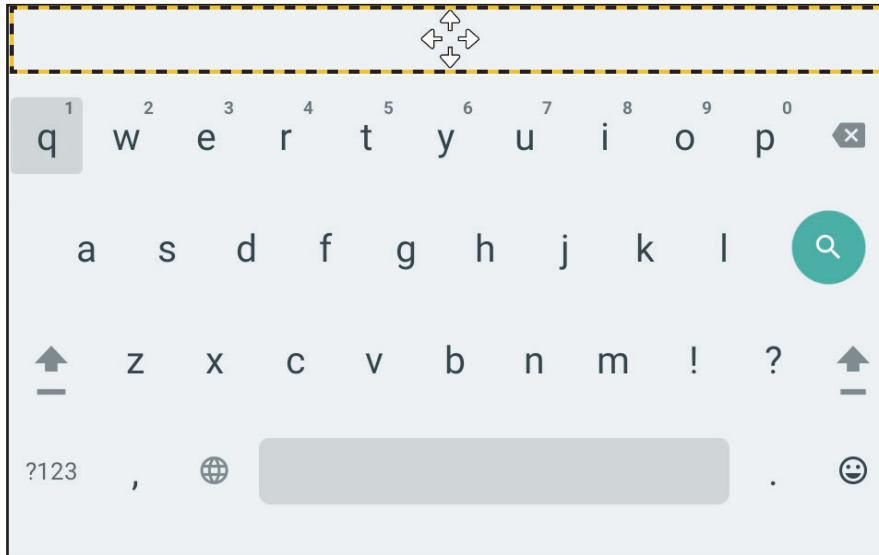 1 2 3 4 5 6 7 8 9 0
q w e r t y u i o p
a s d f g h j k l
z x c v b n m ! ?
?123 , .